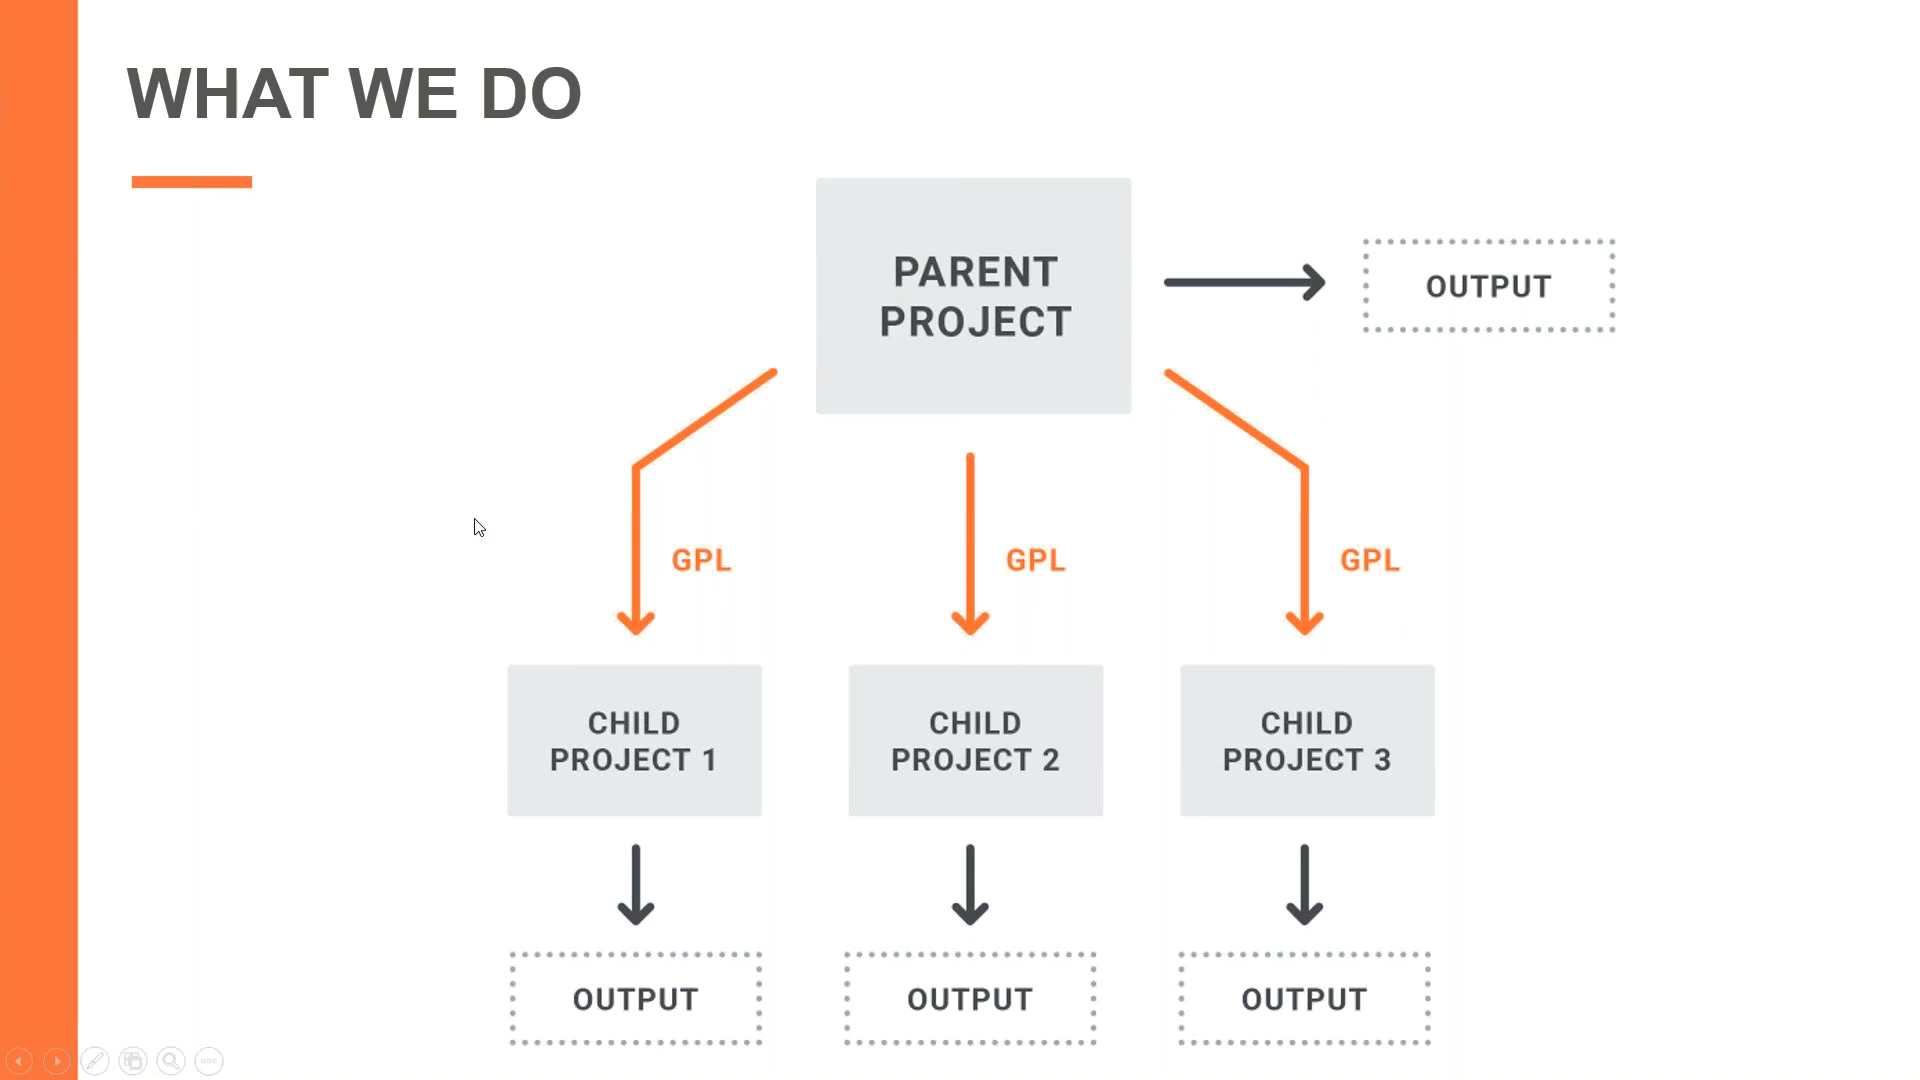 WHAT WE DO
PARENT
PROJECT
OUTPUT
GPL
GPL
GPL
CHILD
PROJECT 1
CHILD
PROJECT 2
CHILD
PROJECT 3
OUTPUT
OUTPUT
OUTPUT